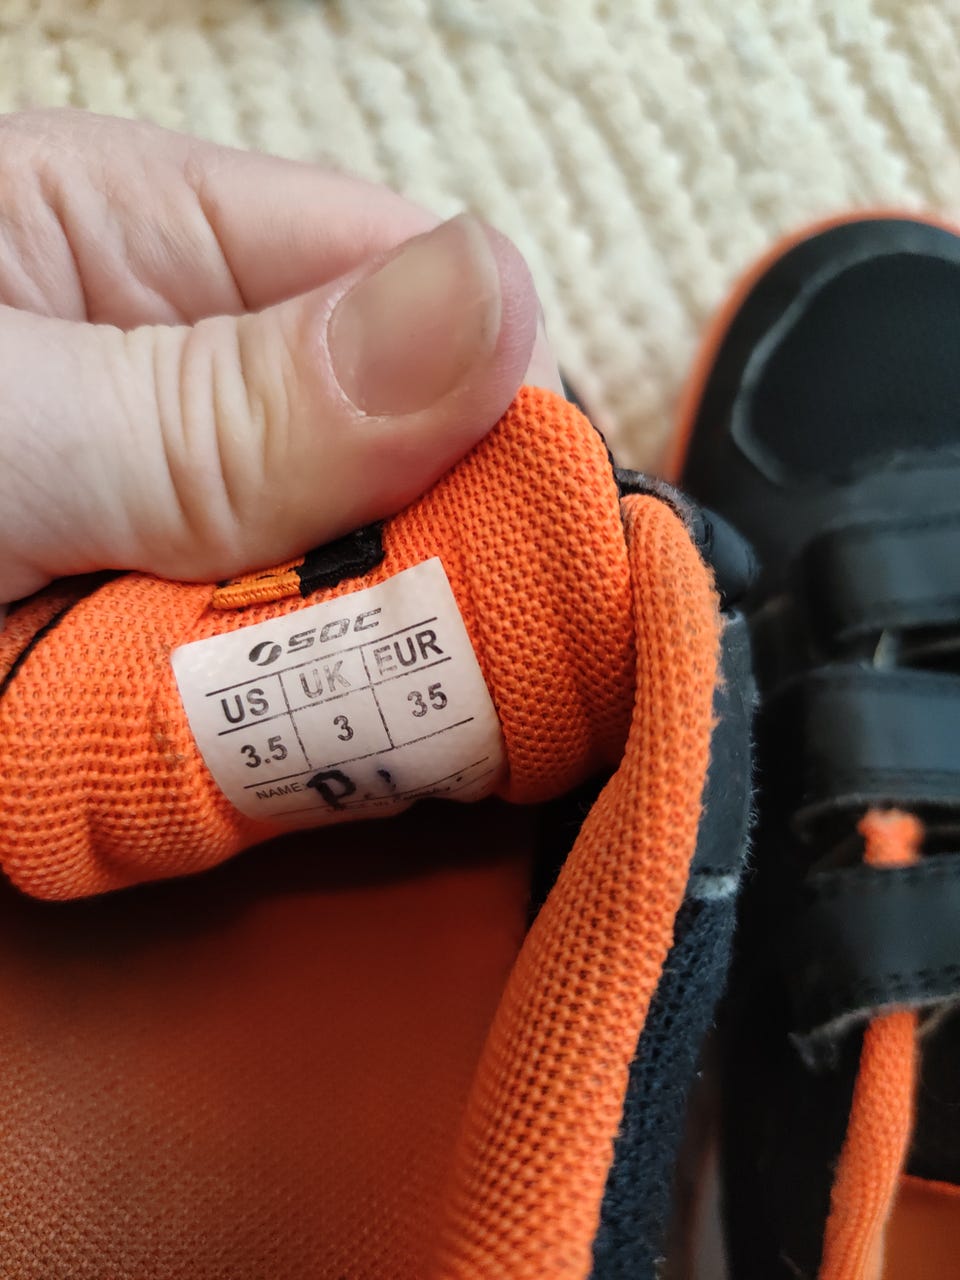 SOC
US UK EUR
3.5 3 35
NAME: P.